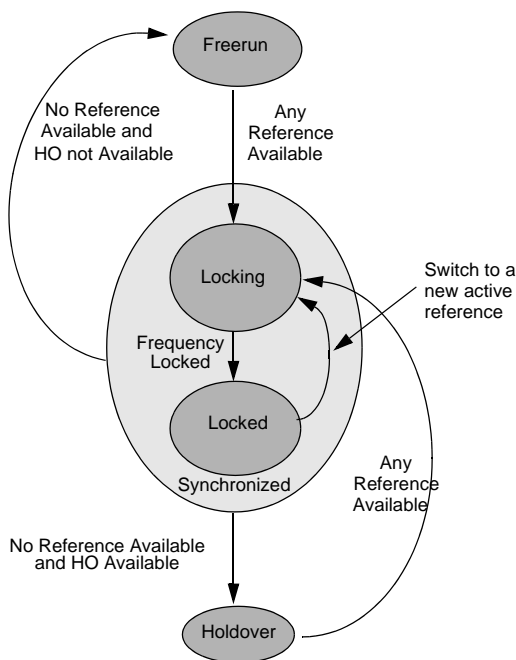 Freerun
No Reference
Available and
HO not Available
Any
Reference
Available
Locking
Switch to a
new active
reference
Frequency
Locked
Locked
Synchronized
Any
Reference
Available
No Reference Available
and HO Available
Holdover